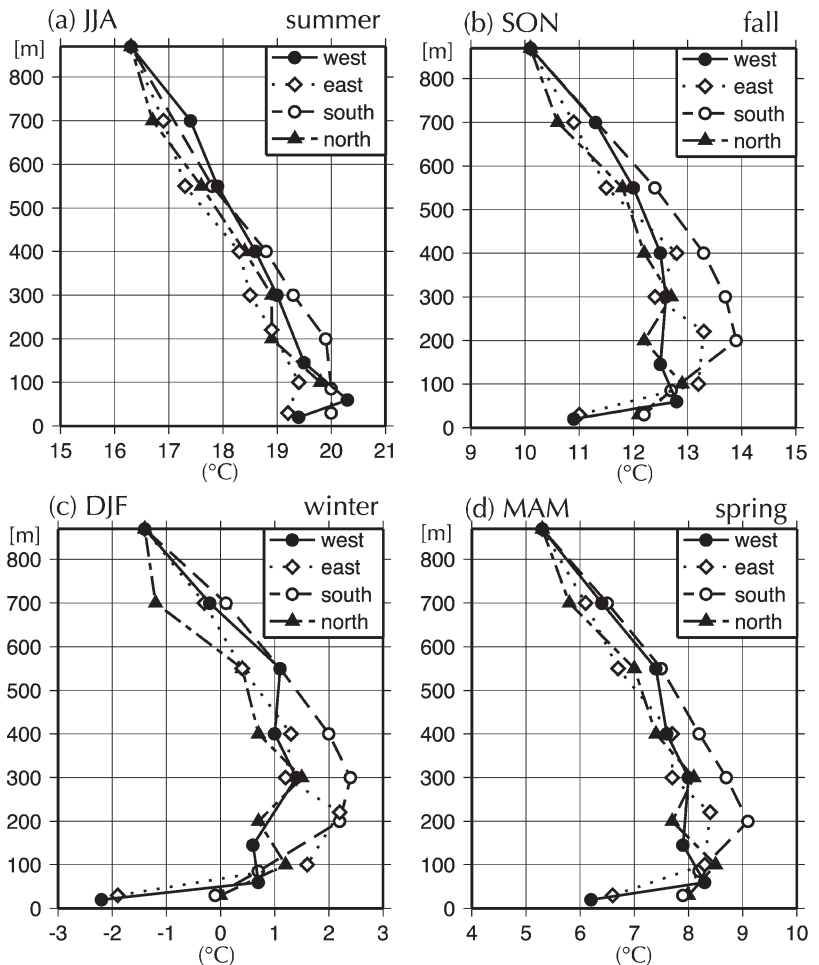 (a) JJA summer
[m]
800
700
600
500
400
300
200
100
0
15 16 17 18 19 20 21
(°C)
west
east
south
north
(b) SON fall
[m]
800
700
600
500
400
300
200
100
0
9 10 11 12 13 14 15
(°C)
west
east
south
north
(c) DJF winter
[m]
800
700
600
500
400
300
200
100
0
-3 -2 -1 0 1 2 3
(°C)
west
east
south
north
(d) MAM spring
[m]
800
700
600
500
400
300
200
100
0
4 5 6 7 8 9 10
(°C)
west
east
south
north